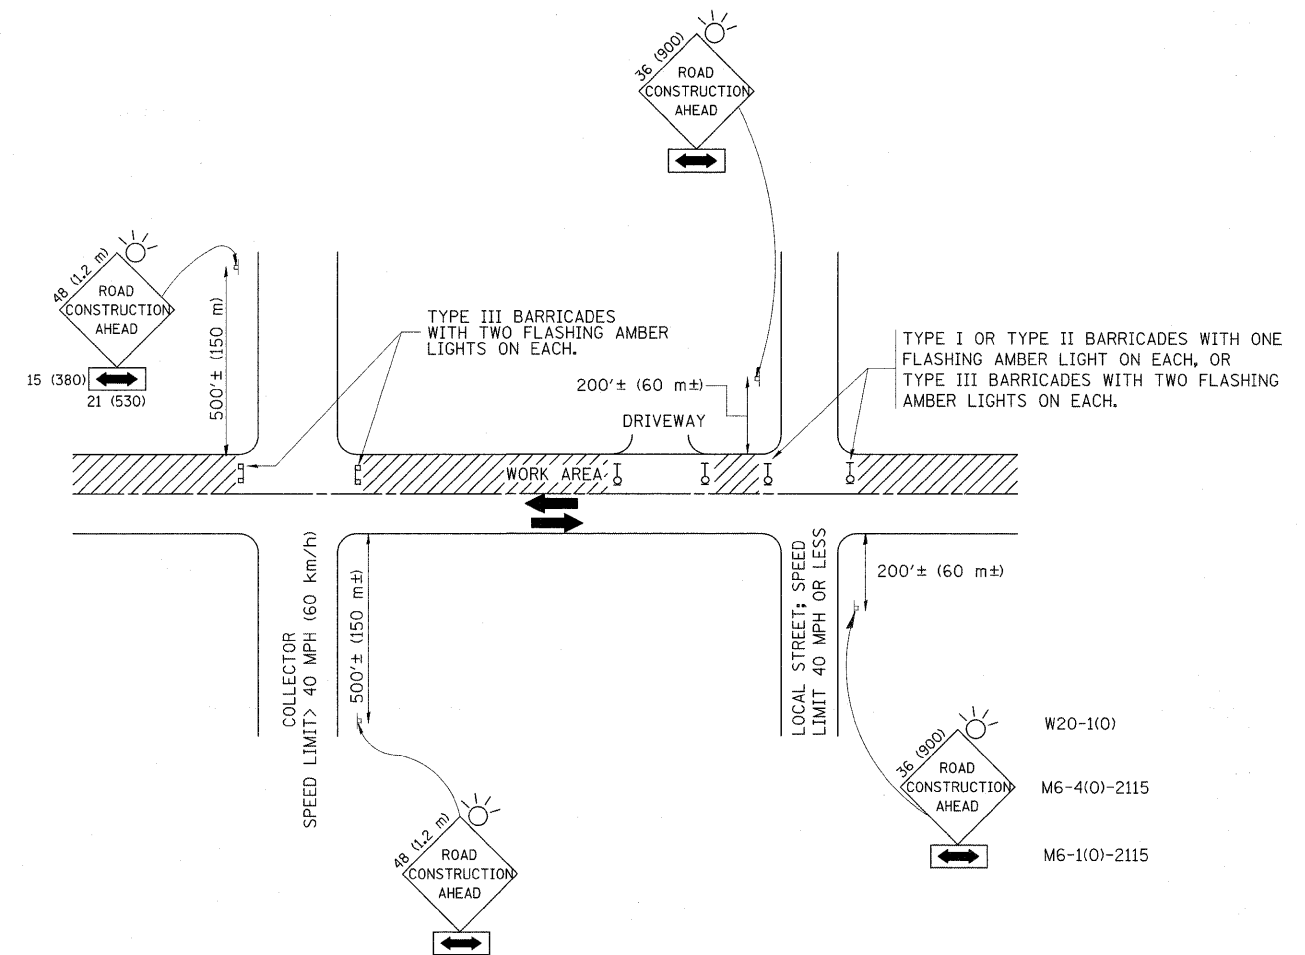 36 (900)
ROAD
CONSTRUCTION
AHEAD
48 (1.2 m)
ROAD
CONSTRUCTION
AHEAD
15 (380)
21 (530)
500'± (150 m)
TYPE III BARRICADES
WITH TWO FLASHING AMBER
LIGHTS ON EACH.
200'± (60 m±)
DRIVEWAY
TYPE I OR TYPE II BARRICADES WITH ONE
FLASHING AMBER LIGHT ON EACH, OR
TYPE III BARRICADES WITH TWO FLASHING
AMBER LIGHTS ON EACH.
WORK AREA
COLLECTOR
SPEED LIMIT> 40 MPH (60 km/h)
500'± (150 m±)
LOCAL STREET; SPEED
LIMIT 40 MPH OR LESS
200'± (60 m±)
48 (1.2 m)
ROAD
CONSTRUCTION
AHEAD
36 (900)
ROAD
CONSTRUCTION
AHEAD
W20-1(O)
M6-4(O)-2115
M6-1(O)-2115